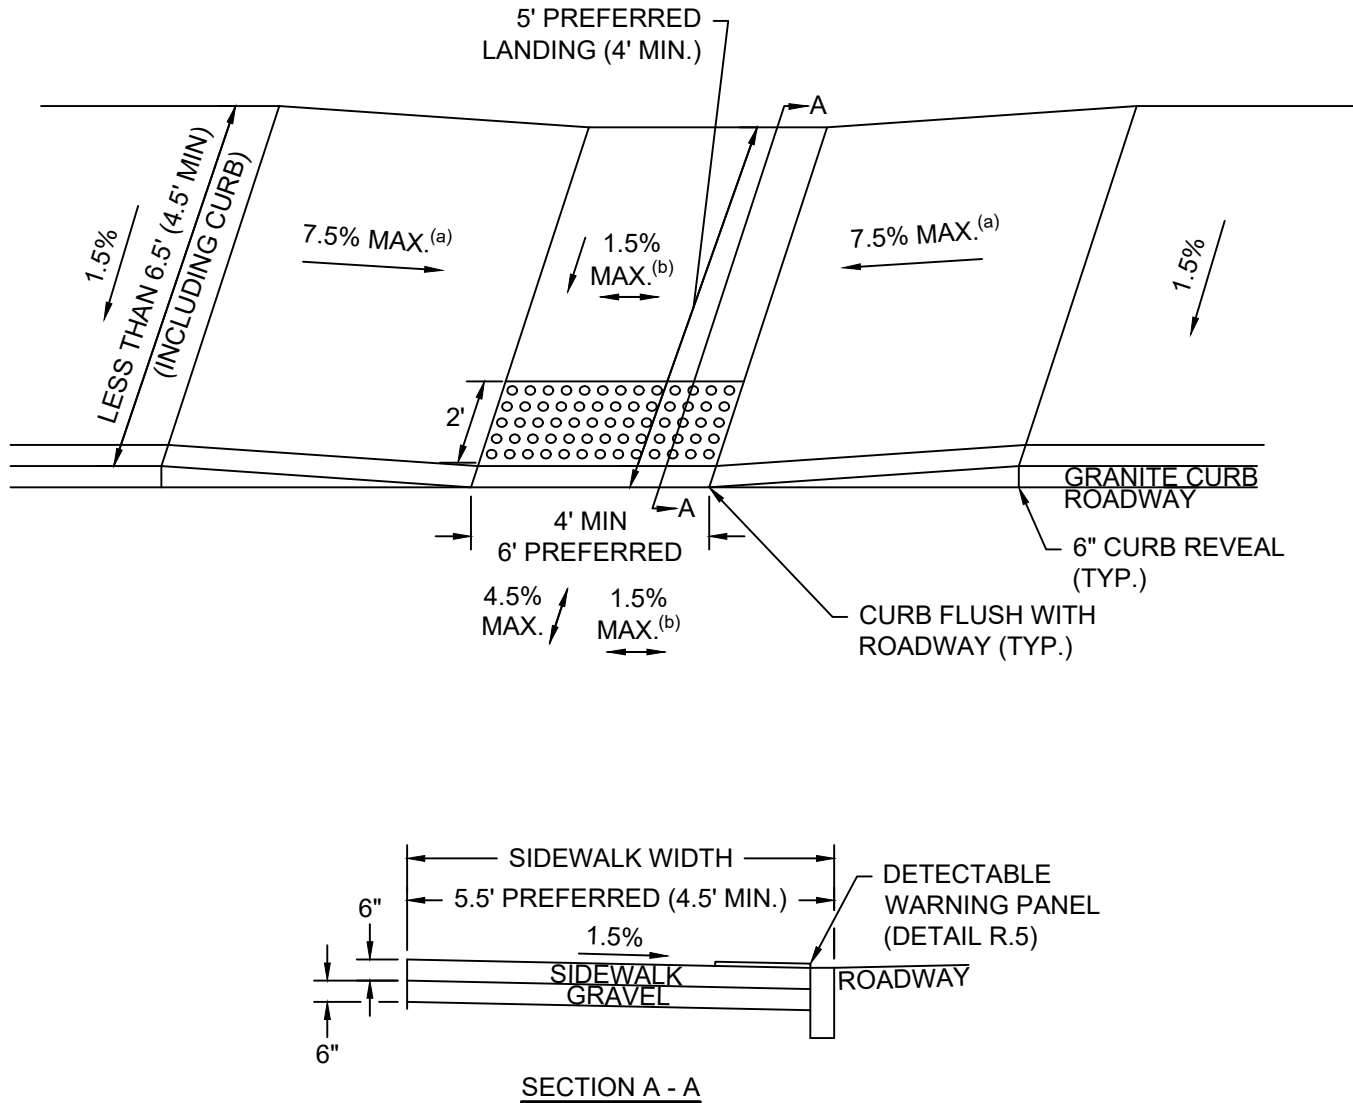 5' PREFERRED
LANDING (4' MIN.)
A
LESS THAN 6.5' (4.5' MIN)
(INCLUDING CURB)
1.5%
7.5% MAX.(a)
1.5%
MAX.(b)
7.5% MAX.(a)
1.5%
2'
GRANITE CURB
ROADWAY
A
4' MIN
6' PREFERRED
6" CURB REVEAL
(TYP.)
4.5%
MAX.
1.5%
MAX.(b)
CURB FLUSH WITH
ROADWAY (TYP.)
SIDEWALK WIDTH
5.5' PREFERRED (4.5' MIN.)
DETECTABLE
WARNING PANEL
(DETAIL R.5)
6"
1.5%
SIDEWALK
ROADWAY
GRAVEL
6"
SECTION A - A